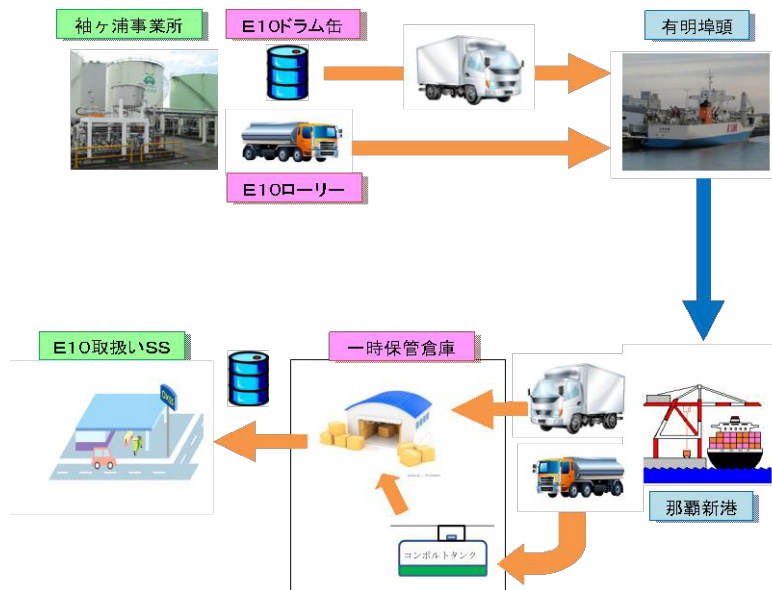 袖ヶ浦事業所
E10ドラム缶
有明埠頭
E10ローリー
E10取扱いSS
一時保管倉庫
コンボルトタンク
那覇新港